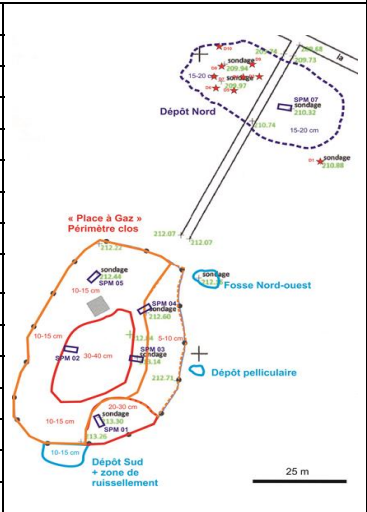 209.68
209.73
la
sondage
209.94
209.97
15-20 cm
SPM 07
sondage
210.32
Dépôt Nord
15-20 cm
210.74
sondage
210.88
« Place à Gaz »
Périmètre clos
212.07
212.07
212.22
sondage
212.44
SPM 05
10-15 cm
sondage
Fosse Nord-ouest
SPM 04
sondage
212.60
10-15 cm
5-10 cm
SPM 03
sondage
SPM 02
30-40 cm
212.71
Dépôt pelliculaire
20-30 cm
sondage
213.30
SPM 01
10-15 cm
213.26
10-15 cm
Dépôt Sud
+ zone de
ruissellement
25 m